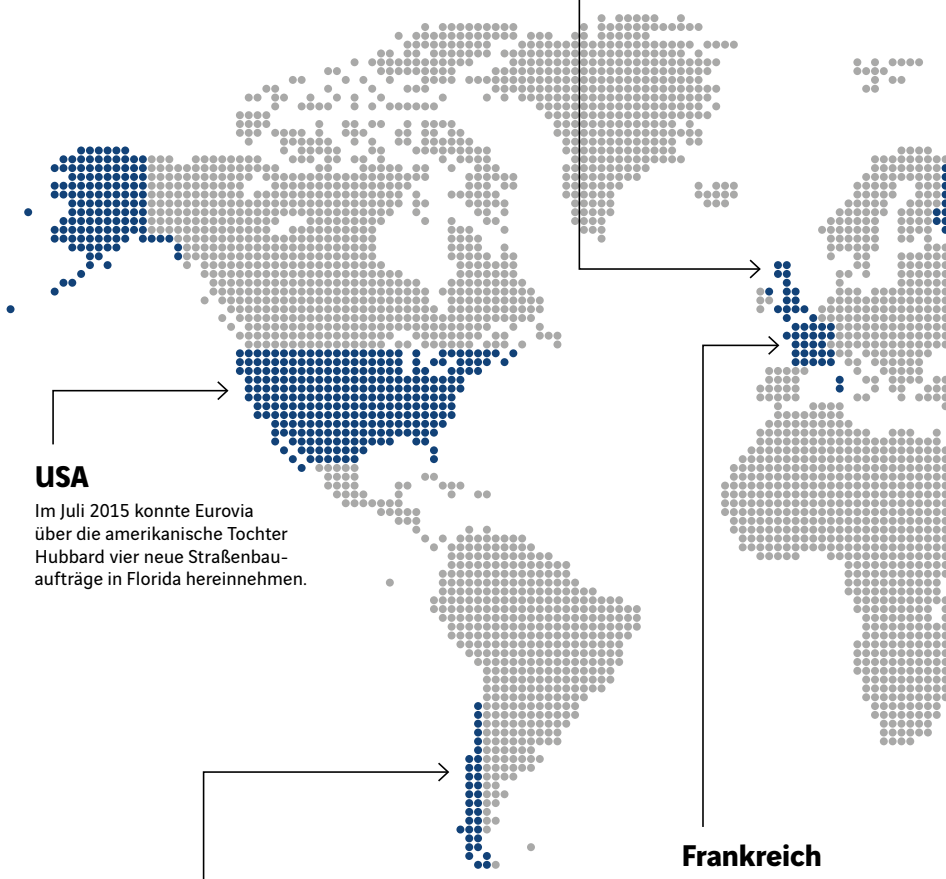 USA
Im Juli 2015 konnte Eurovia
über die amerikanische Tochter
Hubbard vier neue Straßenbau-
aufträge in Florida hereinnehmen.
Frankreich